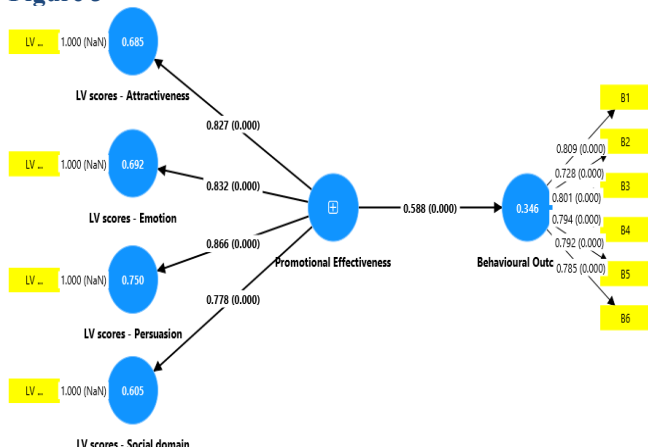 LV ... 1.000 (NaN) 0.685
LV scores - Attractiveness
0.827 (0.000)
LV ... 1.000 (NaN) 0.692
LV scores - Emotion
0.832 (0.000)
LV ... 1.000 (NaN) 0.750
LV scores - Persuasion
0.866 (0.000)
LV ... 1.000 (NaN) 0.605
LV scores - Social domain
0.778 (0.000)
Promotional Effectiveness
0.588 (0.000)
0.346
Behavioural Outc
0.809 (0.000)
0.728 (0.000)
0.801 (0.000)
0.794 (0.000)
0.792 (0.000)
0.785 (0.000)
B1
B2
B3
B4
B5
B6